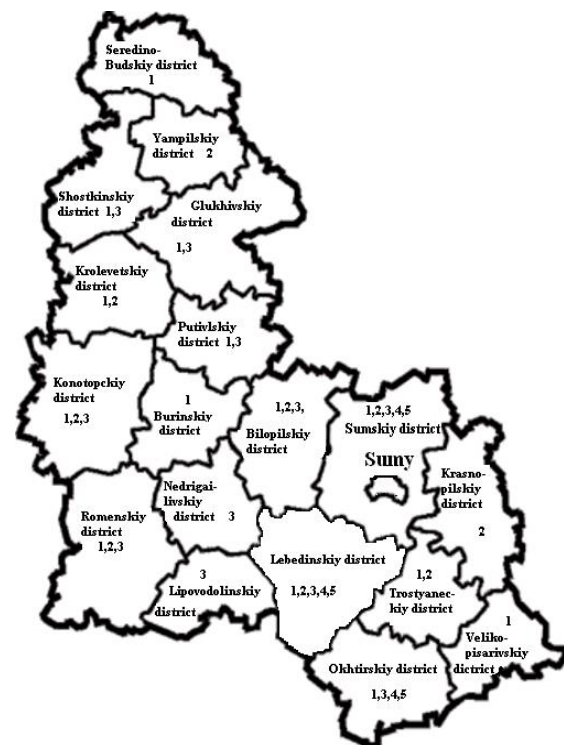 Seredino-
Budskiy district
1
Yampilskiy
district 2
Shostkinskiy
district 1,3
Glukhivskiy
district
1,3
Krolevetskiy
district
1,2
Putivlskiy
district 1,3
Konotopckiy
district
1,2,3
1
Burinskiy
district
1,2,3,
Bilopilskiy
district
1,2,3,4,5
Sumskiy district
Sumy
Krasno-
pilskiy
district
2
Nedrigai-
livskiy
district 3
Romenskiy
district
1,2,3
Lebedinskiy district
1,2,3,4,5
3
Lipovodolinskiy
district
1,2
Trostyanec-
kiy district
1
Veliko-
pisarivskiy
dictrict
Okhtirskiy district
1,3,4,5